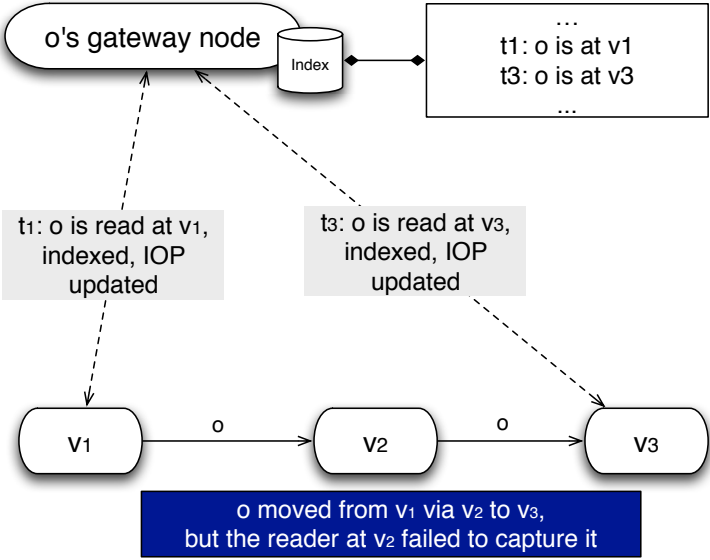 o's gateway node
Index
...
t1: o is at v1
t3: o is at v3
...
t1: o is read at v1,
indexed, IOP
updated
t3: o is read at v3,
indexed, IOP
updated
v1
o
v2
o
v3
o moved from v1 via v2 to v3,
but the reader at v2 failed to capture it